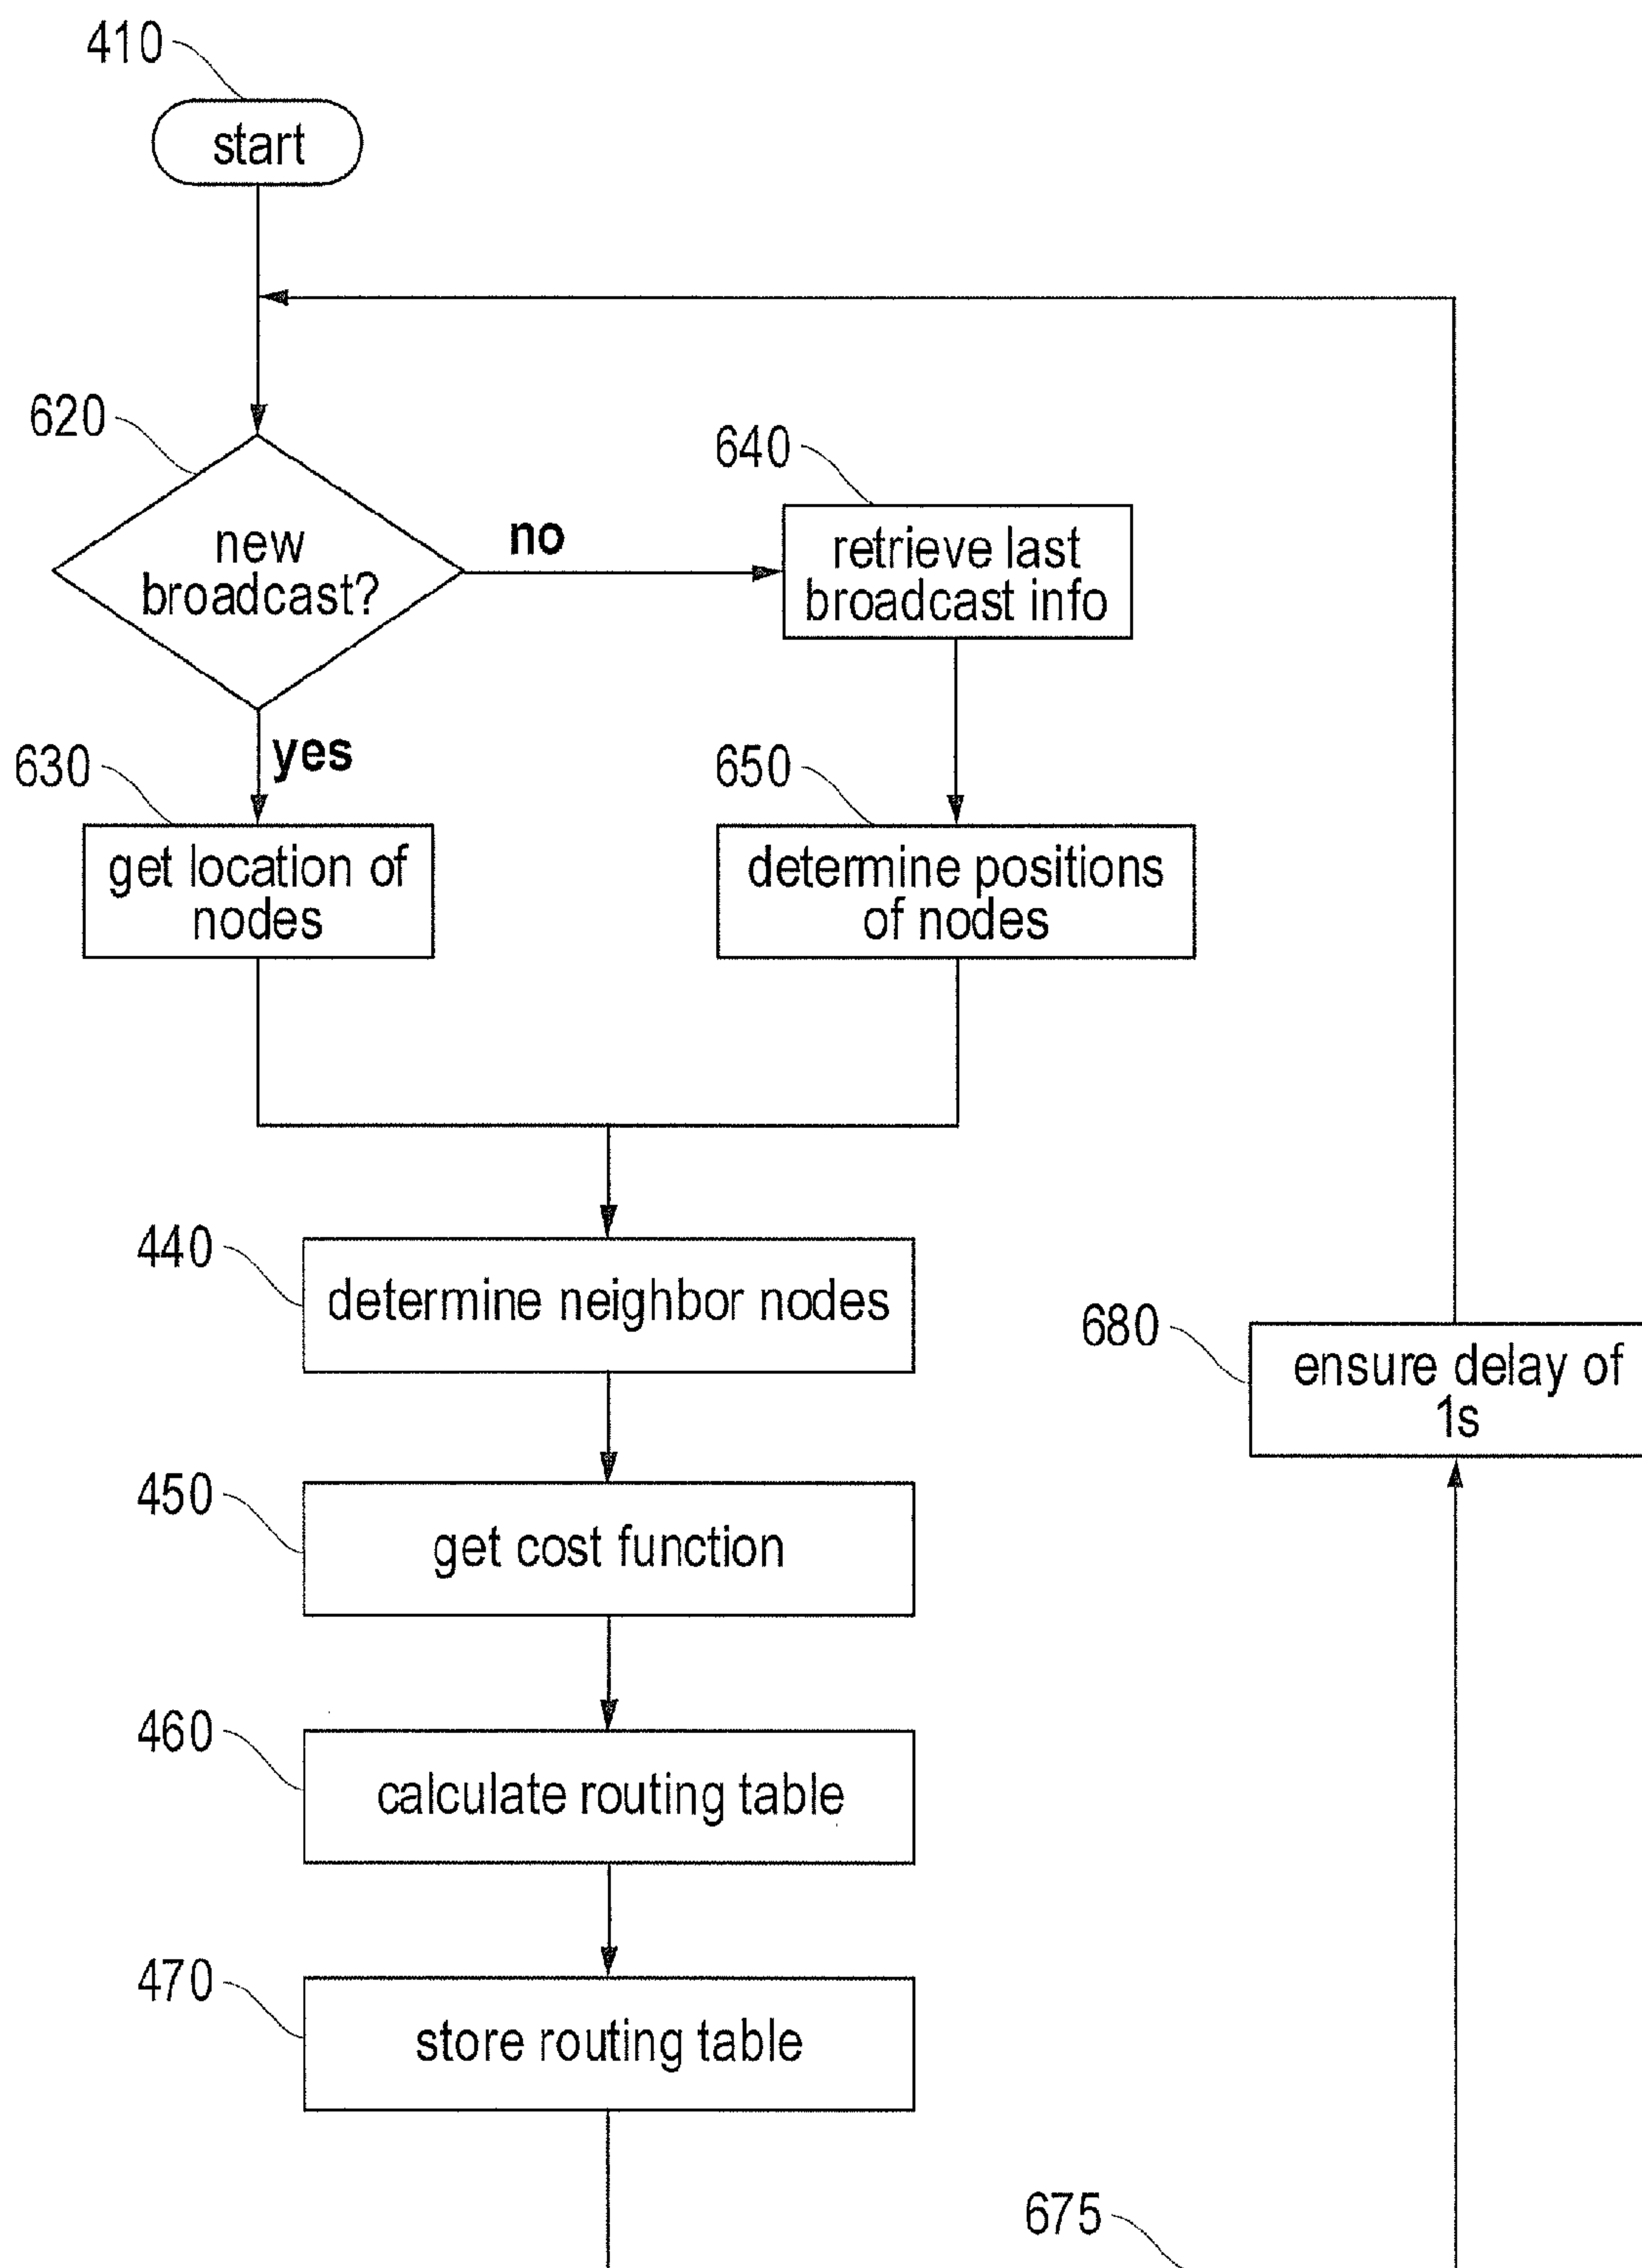 410
start
620
new
broadcast?
no
640
retrieve last
broadcast info
yes
630
get location of
nodes
650
determine positions
of nodes
440
determine neighbor nodes
680
ensure delay of
1s
450
get cost function
460
calculate routing table
470
store routing table
675